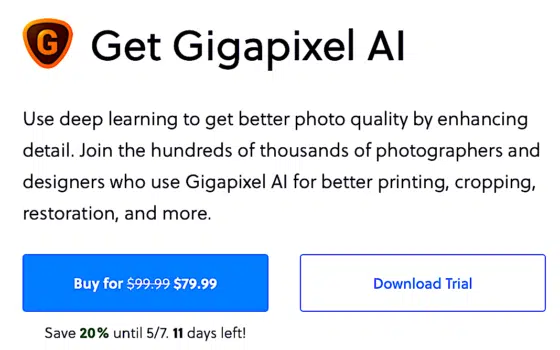 G Get Gigapixel AI
Use deep learning to get better photo quality by enhancing
detail. Join the hundreds of thousands of photographers and
designers who use Gigapixel AI for better printing, cropping,
restoration, and more.
Buy for $99.99 $79.99
Download Trial
Save 20% until 5/7. 11 days left!